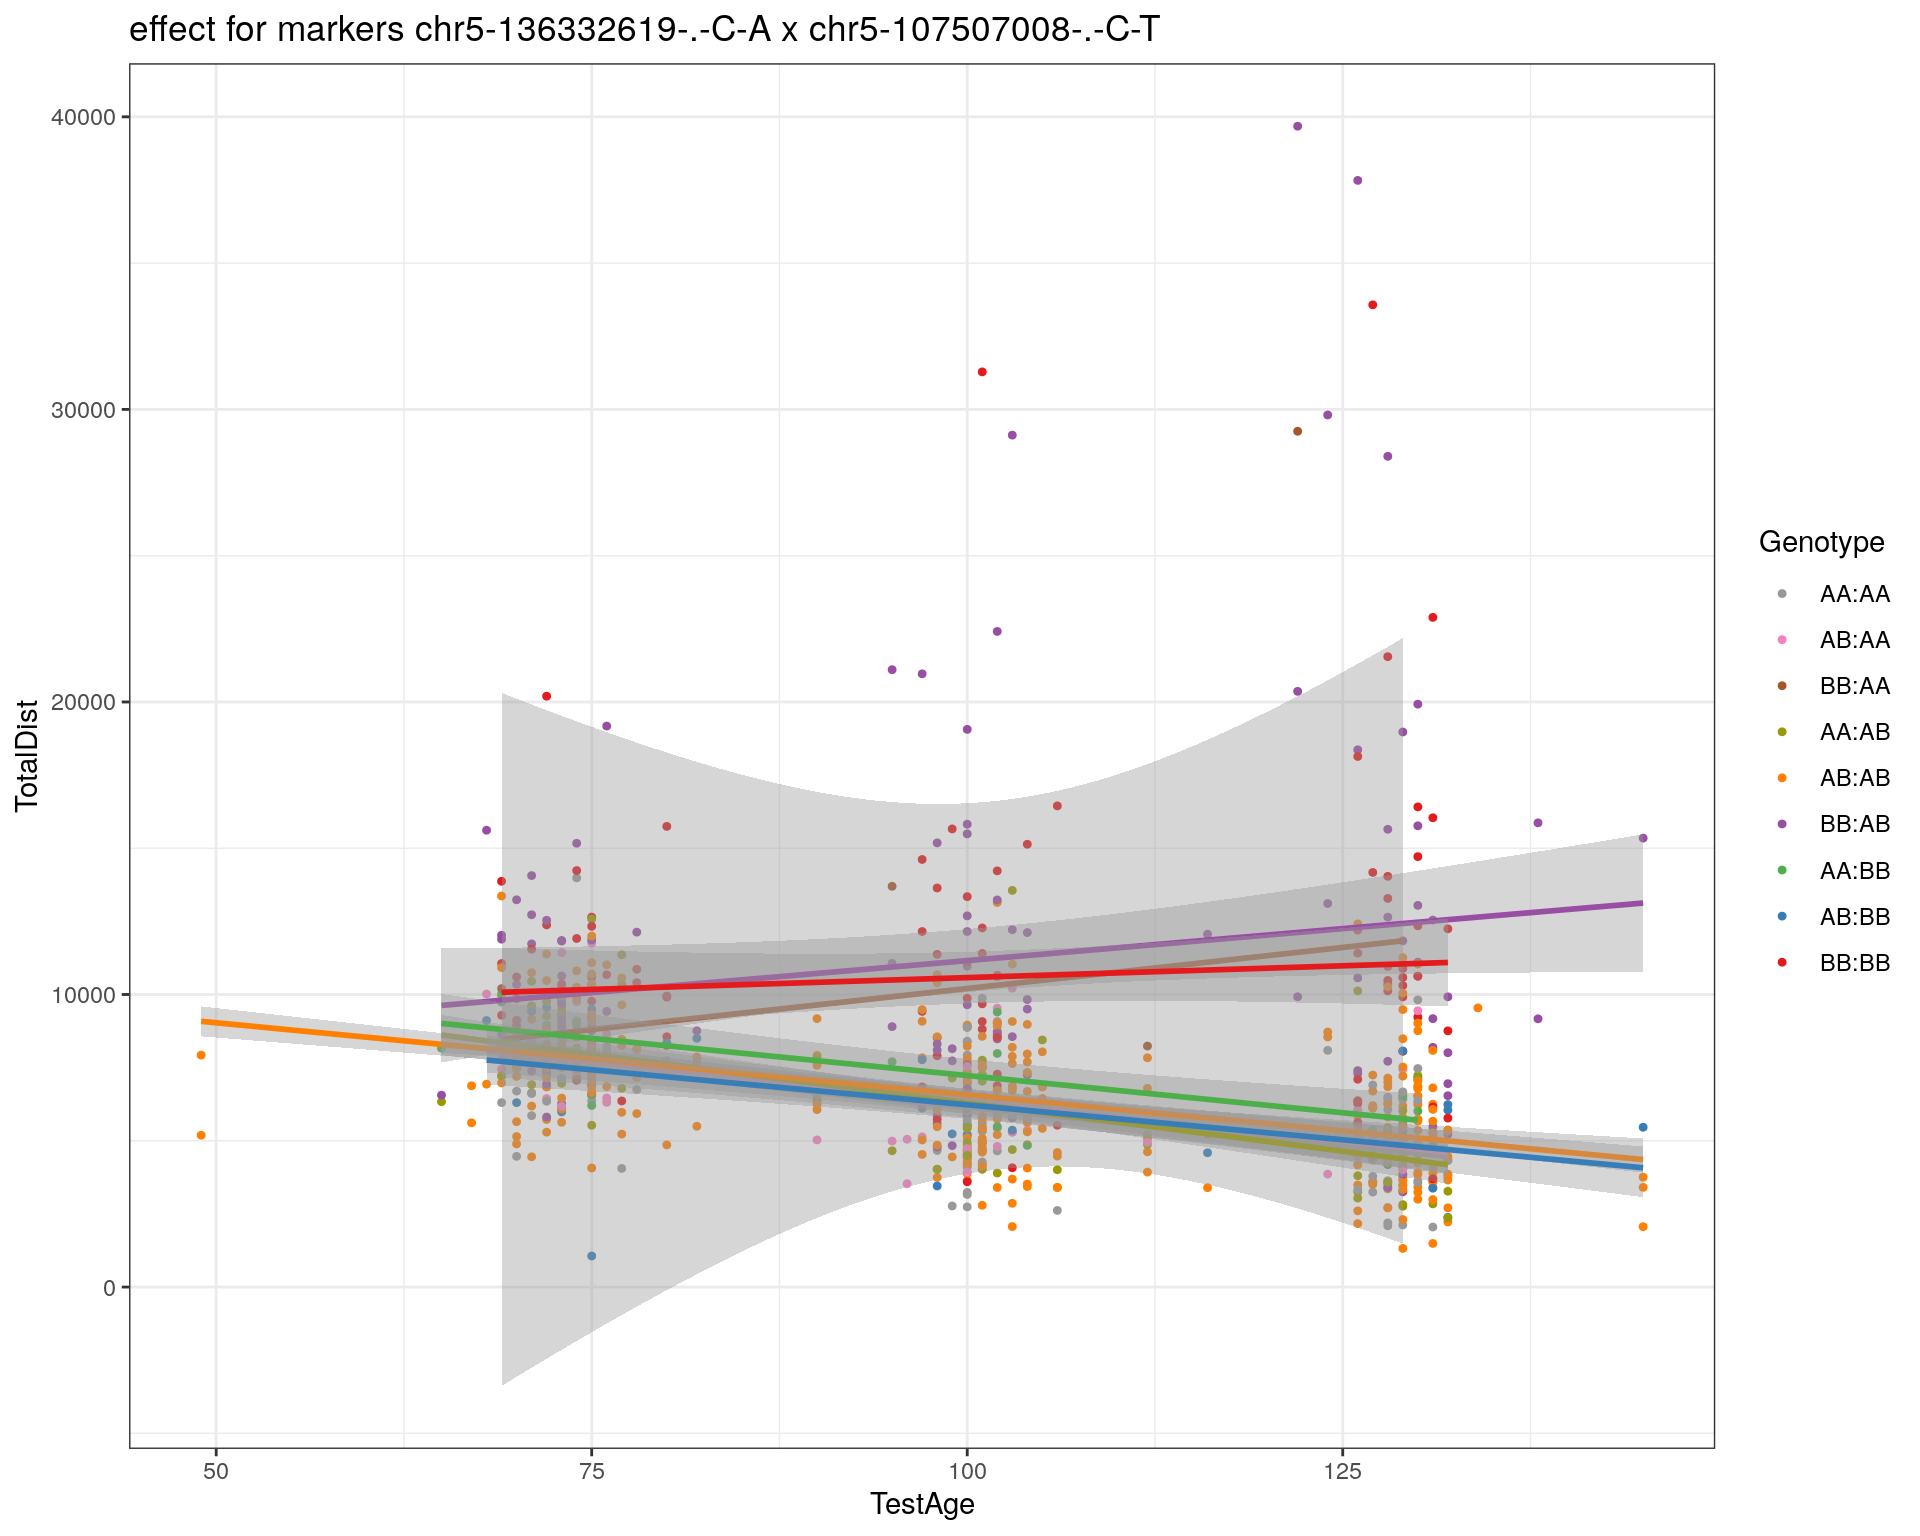 effect for markers chr5-136332619-.-C-A x chr5-107507008-.-C-T
40000
30000
20000
10000
0
TotalDist
50
75
100
125
TestAge
Genotype
AA:AA
AB:AA
BB:AA
AA:AB
AB:AB
BB:AB
AA:BB
AB:BB
BB:BB